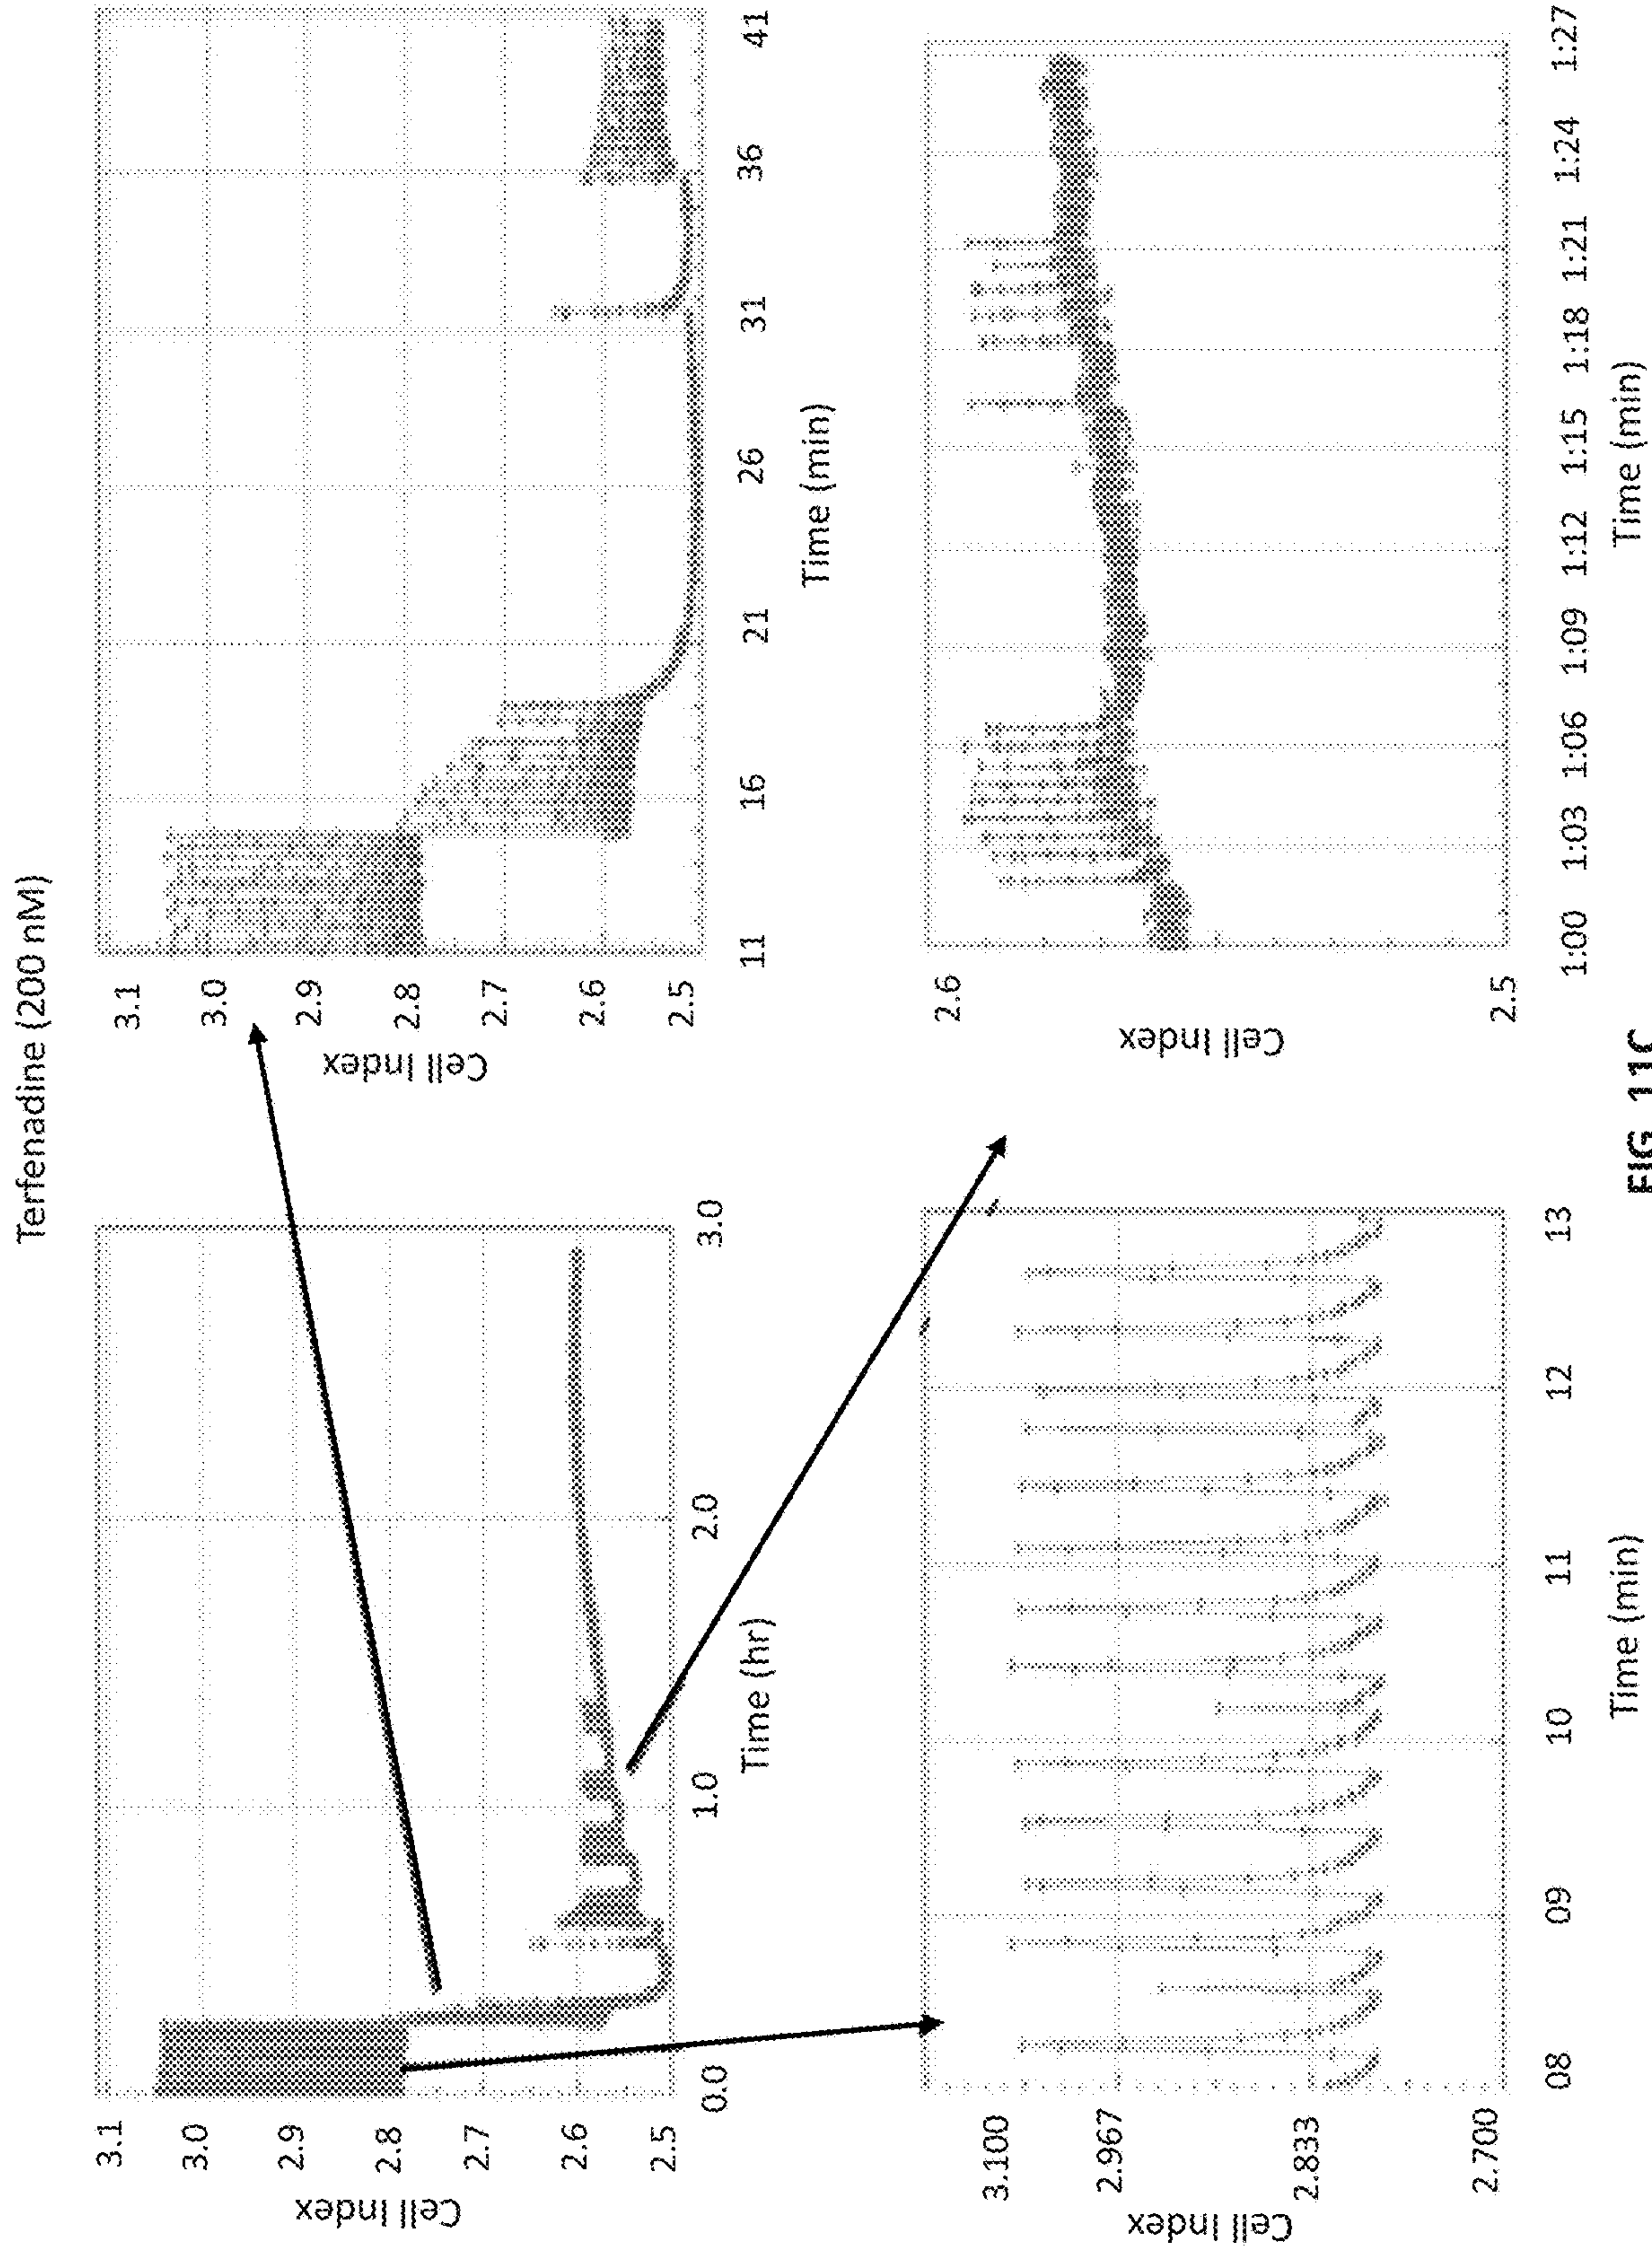 Terfenadine (200 nM)
Cell Index
3.1
3.0
2.9
2.8
2.7
2.6
2.5
0.0 1.0 2.0 3.0
Time (hr)
Cell Index
3.1
3.0
2.9
2.8
2.7
2.6
2.5
11 16 21 26 31 36 41
Time (min)
Cell Index
3.100
2.967
2.833
2.700
08 09 10 11 12 13
Time (min)
Cell Index
2.6
2.5
1:00 1:03 1:06 1:09 1:12 1:15 1:18 1:21 1:24 1:27
Time (min)
FIG. 11C